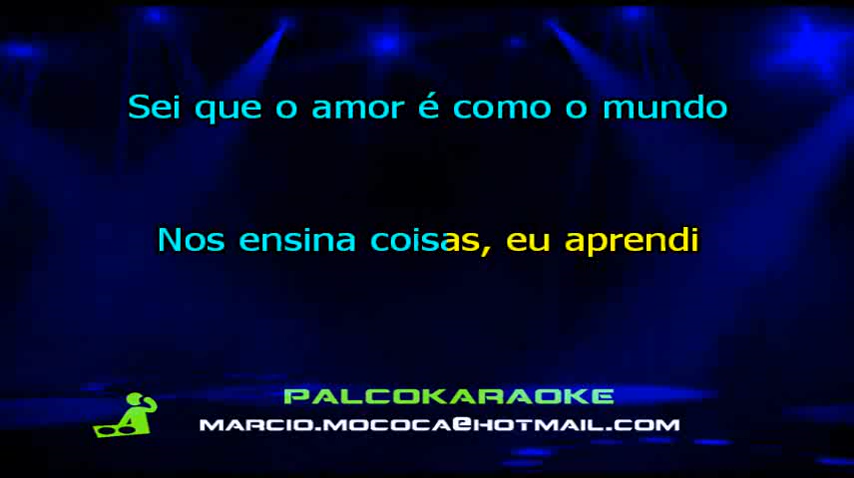 Sei que o amor é como o mundo
Nos ensina coisas, eu aprendi
PALCOKARAOKE
MARCIO.MOCOCA@HOTMAIL.COM